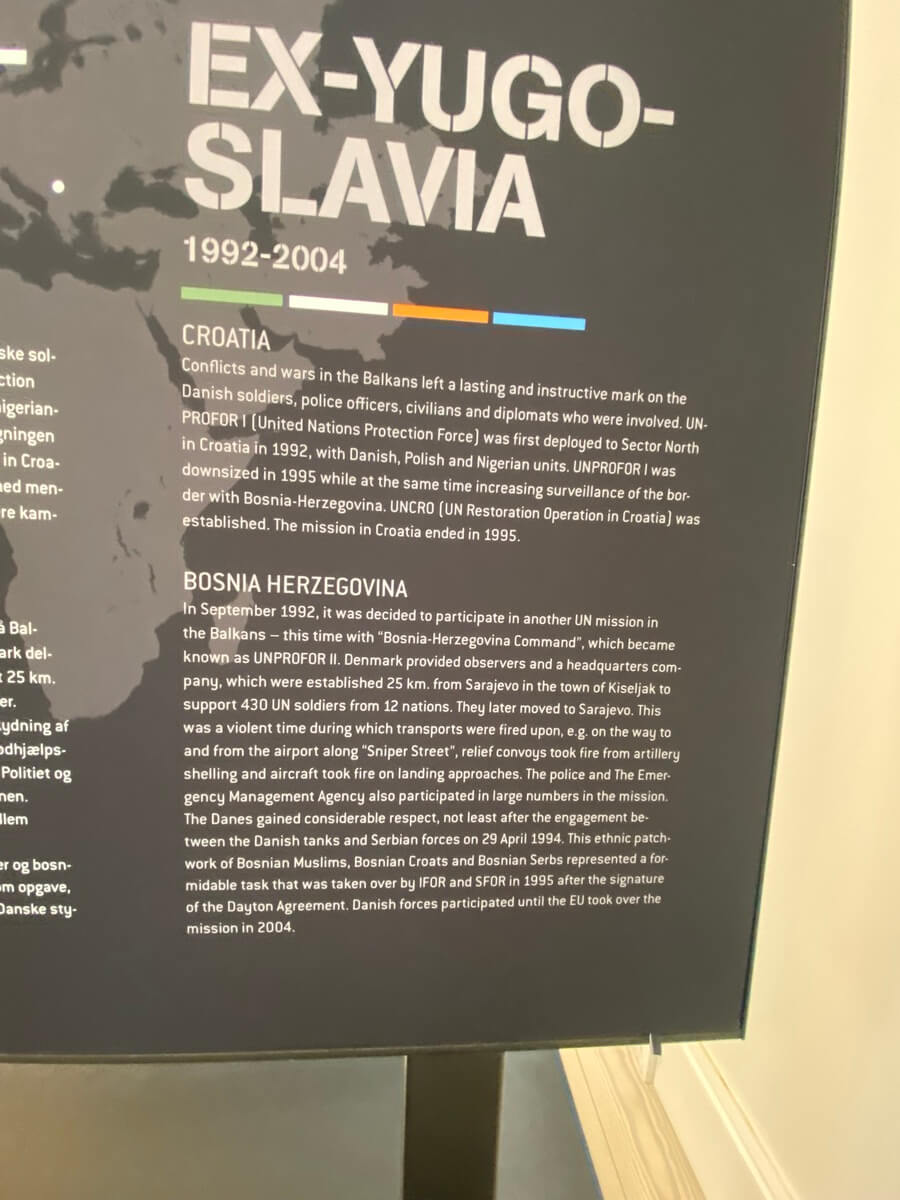 EX-YUGO-
SLAVIA
1992-2004
ske sol-
ction
nigerian-
gningen
in Croa-
ned men-
re kam-
å Bal-
ark del-
t 25 km.
er.
kydning af
ødhjælps-
Politiet og
nen.
llem
er og bosn-
om opgave,
Danske sty-
CROATIA
Conflicts and wars in the Balkans left a lasting and instructive mark on the
Danish soldiers, police officers, civilians and diplomats who were involved. UN-
PROFOR I (United Nations Protection Force) was first deployed to Sector North
in Croatia in 1992, with Danish, Polish and Nigerian units. UNPROFOR I was
downsized in 1995 while at the same time increasing surveillance of the bor-
der with Bosnia-Herzegovina. UNCRO (UN Restoration Operation in Croatia) was
established. The mission in Croatia ended in 1995.
BOSNIA HERZEGOVINA
In September 1992, it was decided to participate in another UN mission in
the Balkans – this time with "Bosnia-Herzegovina Command", which became
known as UNPROFOR II. Denmark provided observers and a headquarters com-
pany, which were established 25 km. from Sarajevo in the town of Kiseljak to
support 430 UN soldiers from 12 nations. They later moved to Sarajevo. This
was a violent time during which transports were fired upon, e.g. on the way to
and from the airport along "Sniper Street", relief convoys took fire from artillery
shelling and aircraft took fire on landing approaches. The police and The Emer-
gency Management Agency also participated in large numbers in the mission.
The Danes gained considerable respect, not least after the engagement be-
tween the Danish tanks and Serbian forces on 29 April 1994. This ethnic patch-
work of Bosnian Muslims, Bosnian Croats and Bosnian Serbs represented a for-
midable task that was taken over by IFOR and SFOR in 1995 after the signature
of the Dayton Agreement. Danish forces participated until the EU took over the
mission in 2004.